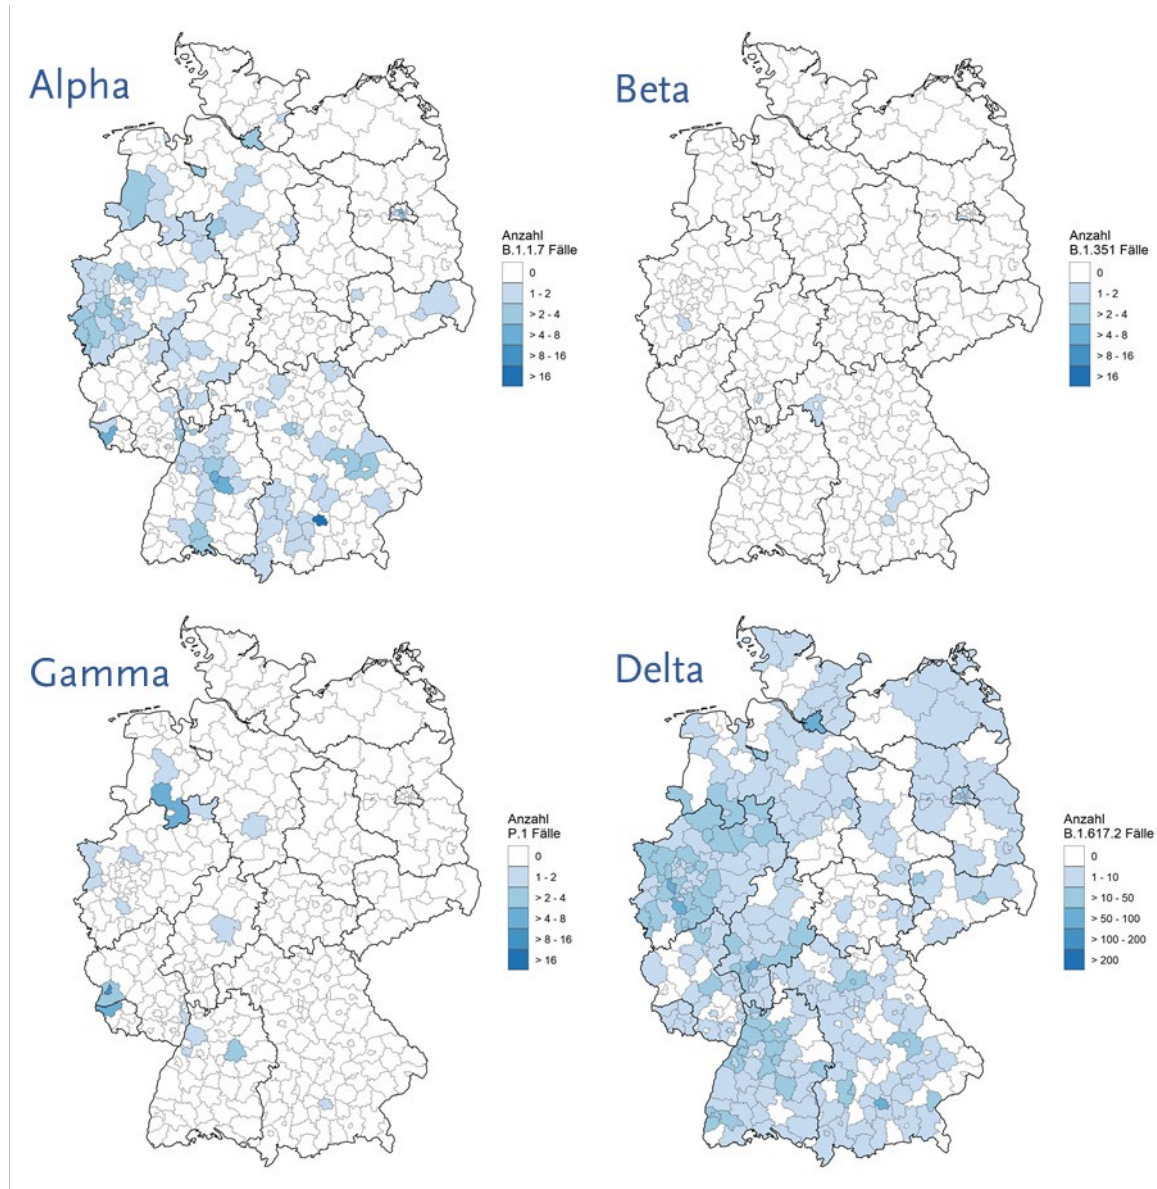 Alpha
Anzahl
B.1.1.7 Fälle
0
1 - 2
> 2 - 4
> 4 - 8
> 8 - 16
> 16
Beta
Anzahl
B.1.351 Fälle
0
1 - 2
> 2 - 4
> 4 - 8
> 8 - 16
> 16
Gamma
Anzahl
P.1 Fälle
0
1 - 2
> 2 - 4
> 4 - 8
> 8 - 16
> 16
Delta
Anzahl
B.1.617.2 Fälle
0
1 - 10
> 10 - 50
> 50 - 100
> 100 - 200
> 200